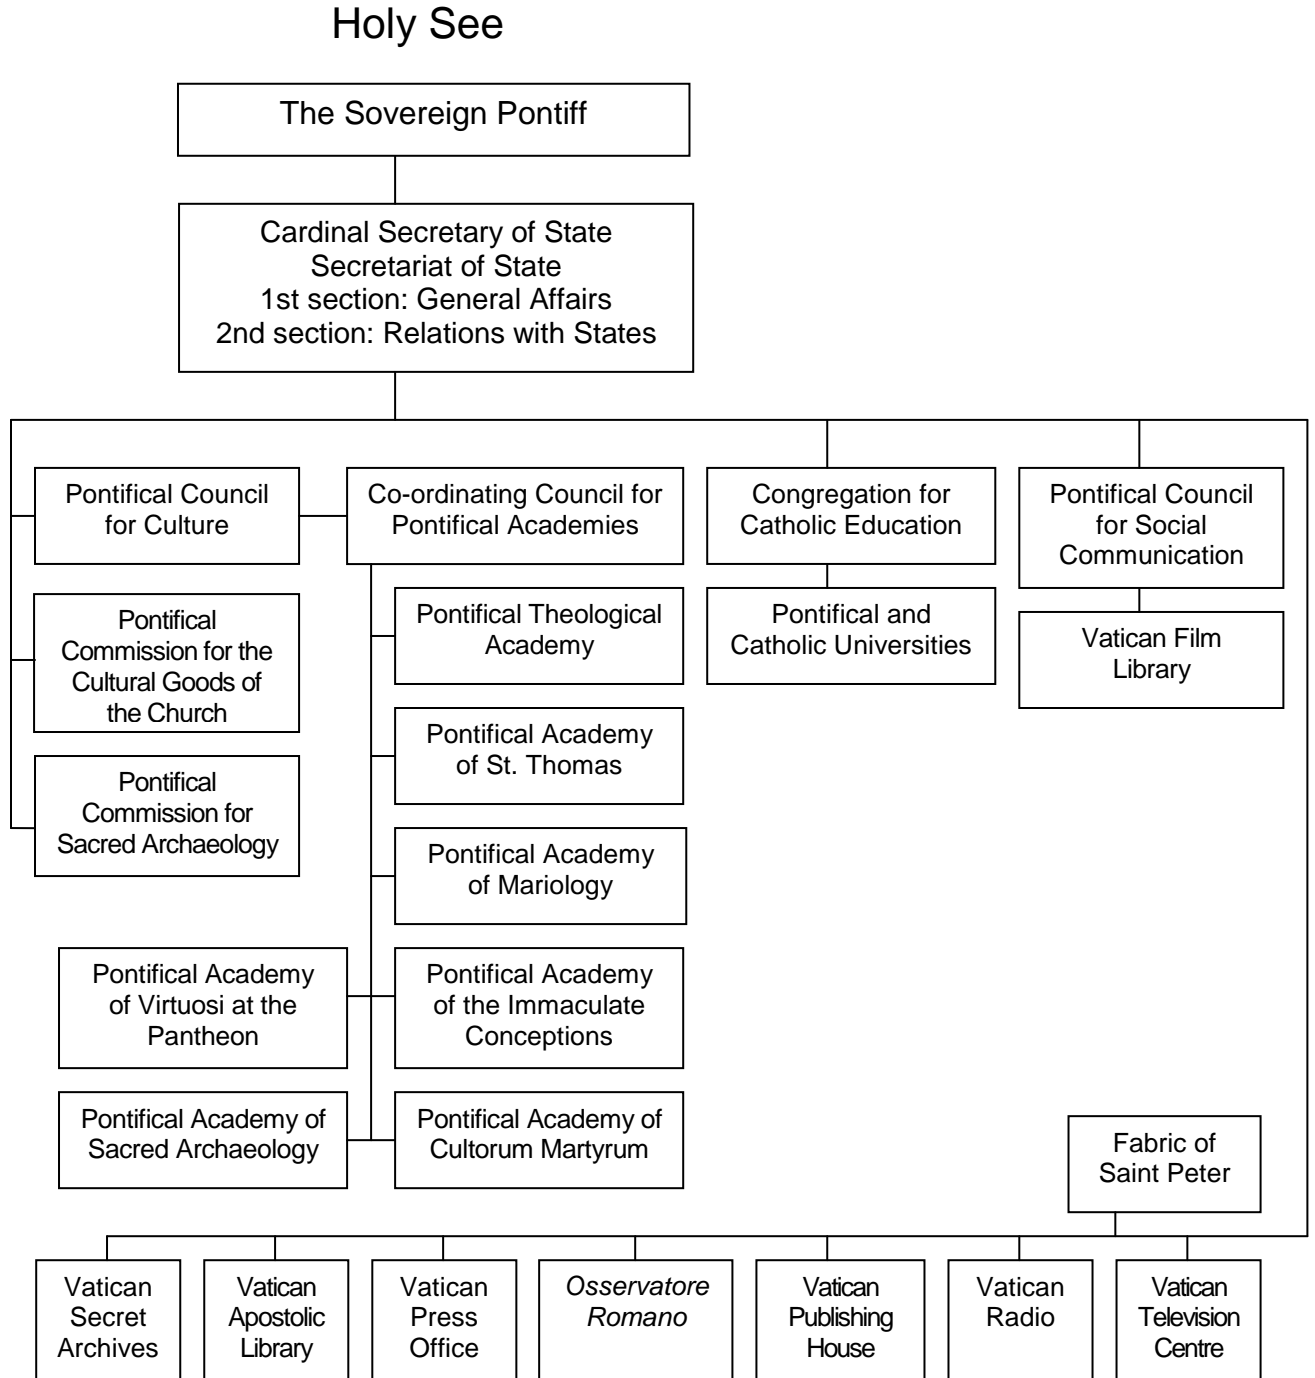 Holy See
The Sovereign Pontiff
Cardinal Secretary of State
Secretariat of State
1st section: General Affairs
2nd section: Relations with States
Pontifical Council
for Culture
Co-ordinating Council for
Pontifical Academies
Congregation for
Catholic Education
Pontifical Council
for Social
Communication
Pontifical
Commission for the
Cultural Goods of
the Church
Pontifical Theological
Academy
Pontifical and
Catholic Universities
Vatican Film
Library
Pontifical Academy
of St. Thomas
Pontifical
Commission for
Sacred Archaeology
Pontifical Academy
of Mariology
Pontifical Academy
of Virtuosi at the
Pantheon
Pontifical Academy
of the Immaculate
Conceptions
Pontifical Academy of
Sacred Archaeology
Pontifical Academy of
Cultorum Martyrum
Fabric of
Saint Peter
Vatican
Secret
Archives
Vatican
Apostolic
Library
Vatican
Press
Office
Osservatore
Romano
Vatican
Publishing
House
Vatican
Radio
Vatican
Television
Centre